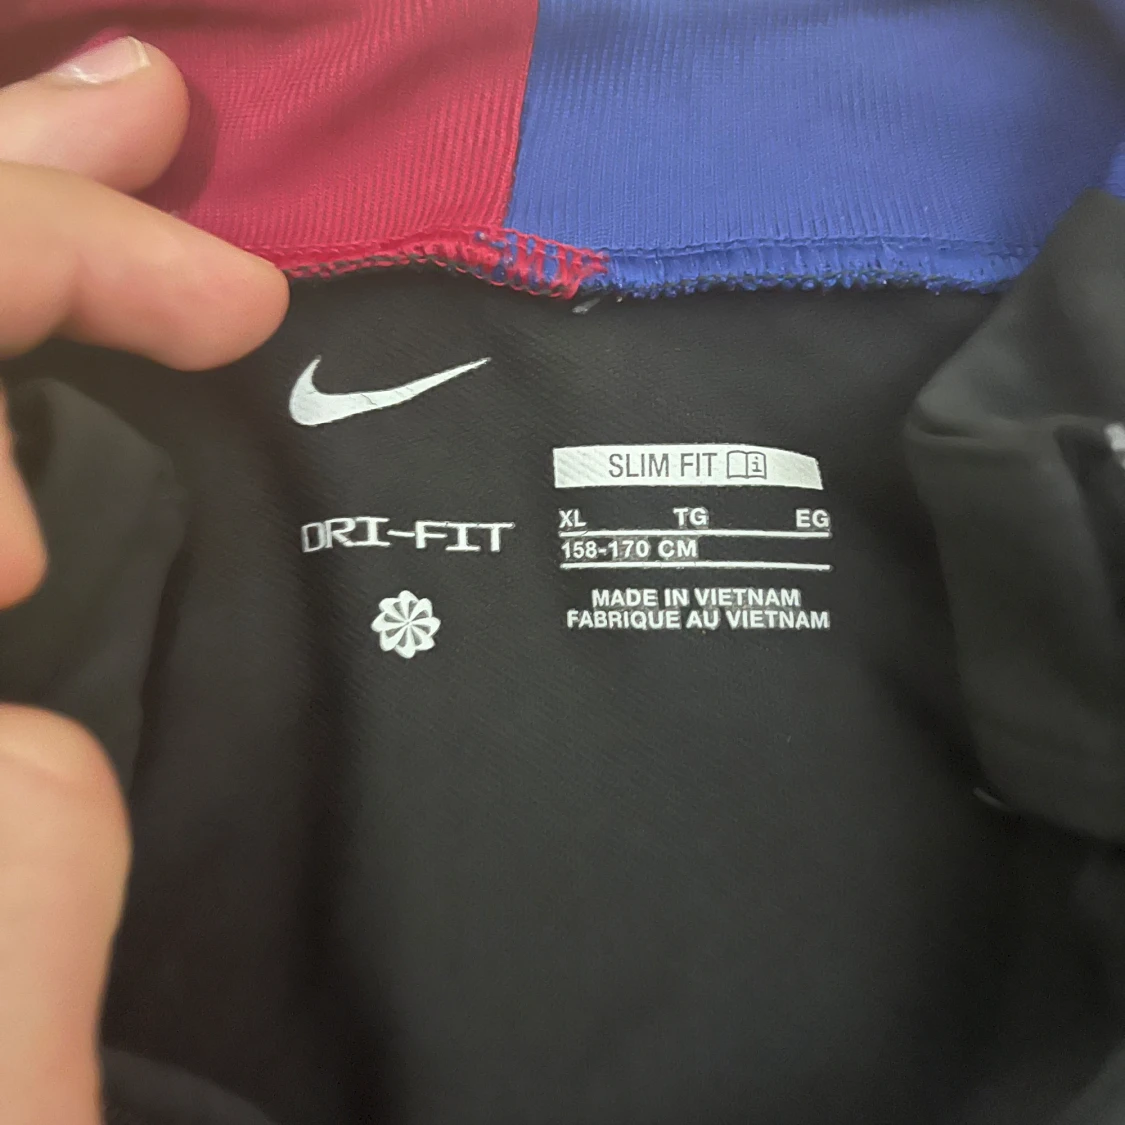 SLIM FIT
DRI-FIT
XL TG EG
158-170 CM
MADE IN VIETNAM
FABRIQUE AU VIETNAM